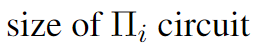 size of Πᵢ circuit